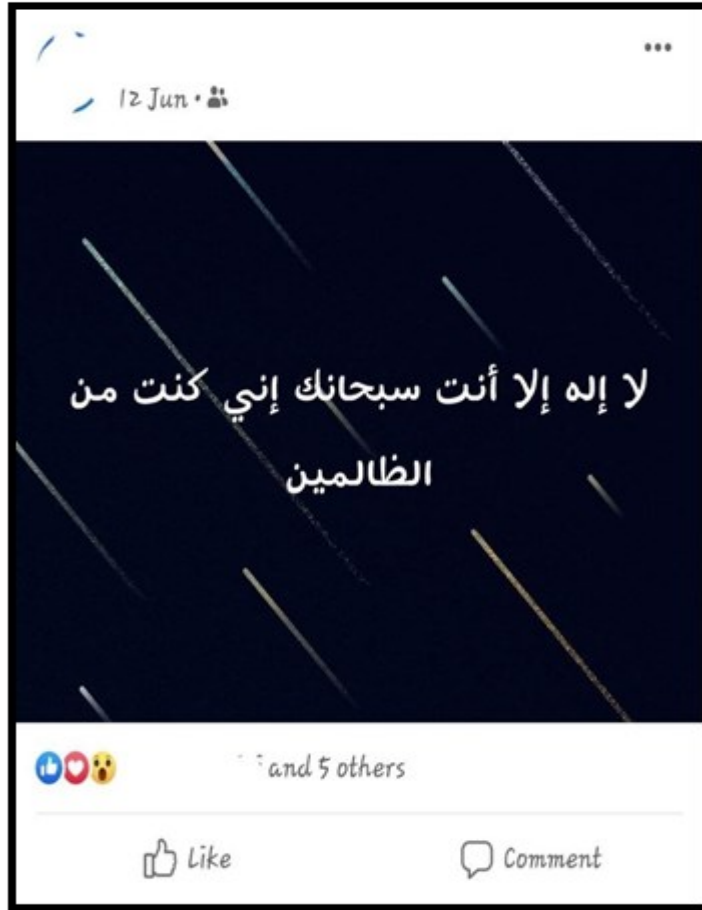 12 Jun •
لا إله إلا أنت سبحانك إني كنت من
الظالمين
and 5 others
Like
Comment